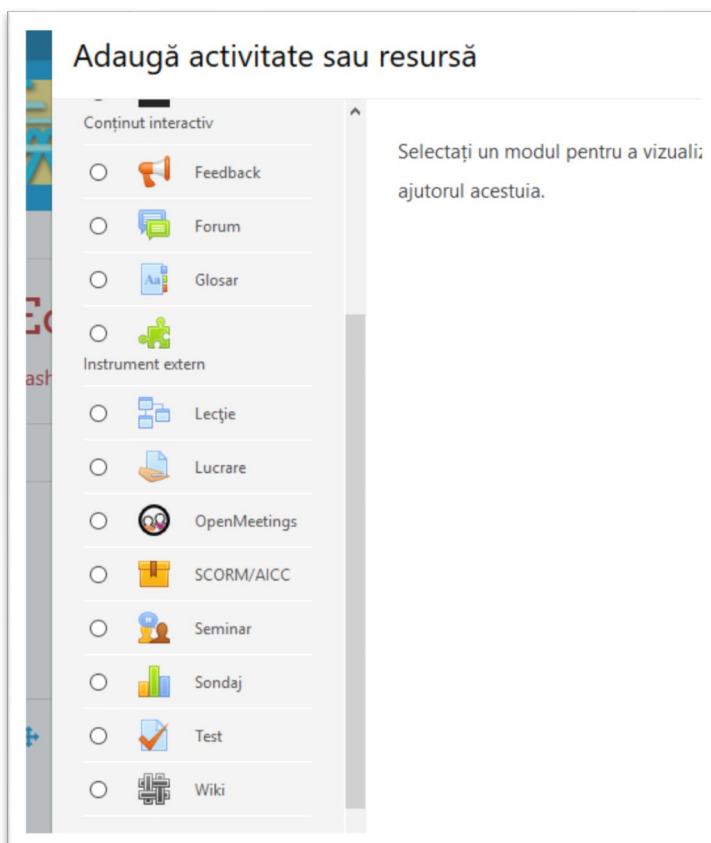 Adaugă activitate sau resursă
Conținut interactiv
Selectați un modul pentru a
ajutorul acestuia.
Feedback
Forum
Glosar
Instrument extern
Lecţie
Lucrare
OpenMeetings
SCORM/AICC
Seminar
Sondaj
Test
Wiki